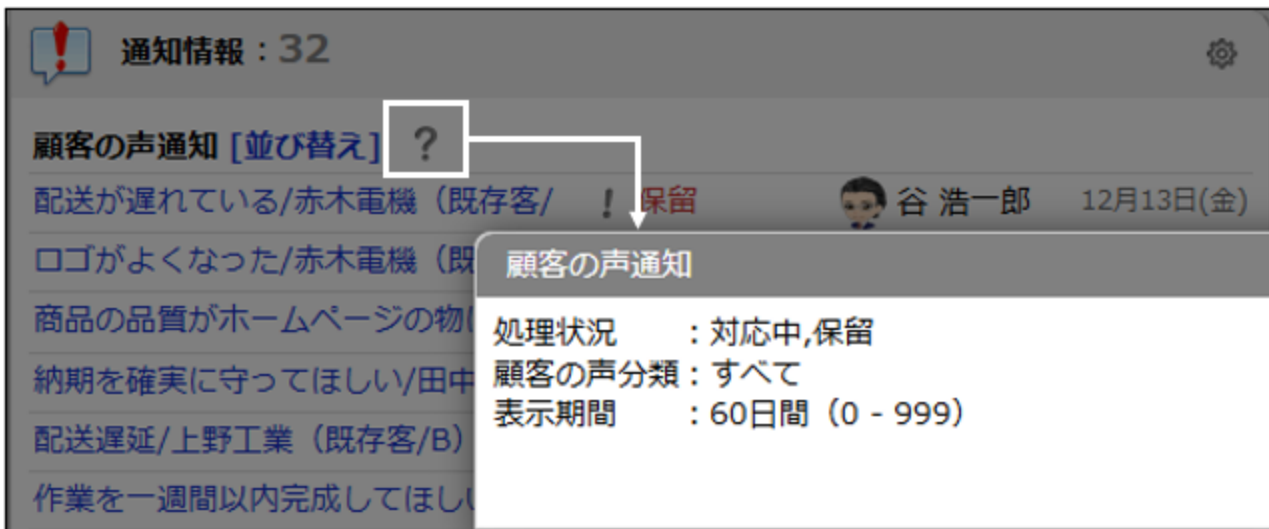 通知情報：32
顧客の声通知 [並び替え] ?
配送が遅れている/赤木電機（既存客/ ! 保留 谷 浩一郎 12月13日(金)
ロゴがよくなった/赤木電機（既
商品の品質がホームページの物
納期を確実に守ってほしい/田中
配送遅延/上野工業（既存客/B）
作業を一週間以内完成してほし
顧客の声通知
処理状況　　：対応中,保留
顧客の声分類：すべて
表示期間　　：60日間（0 - 999）